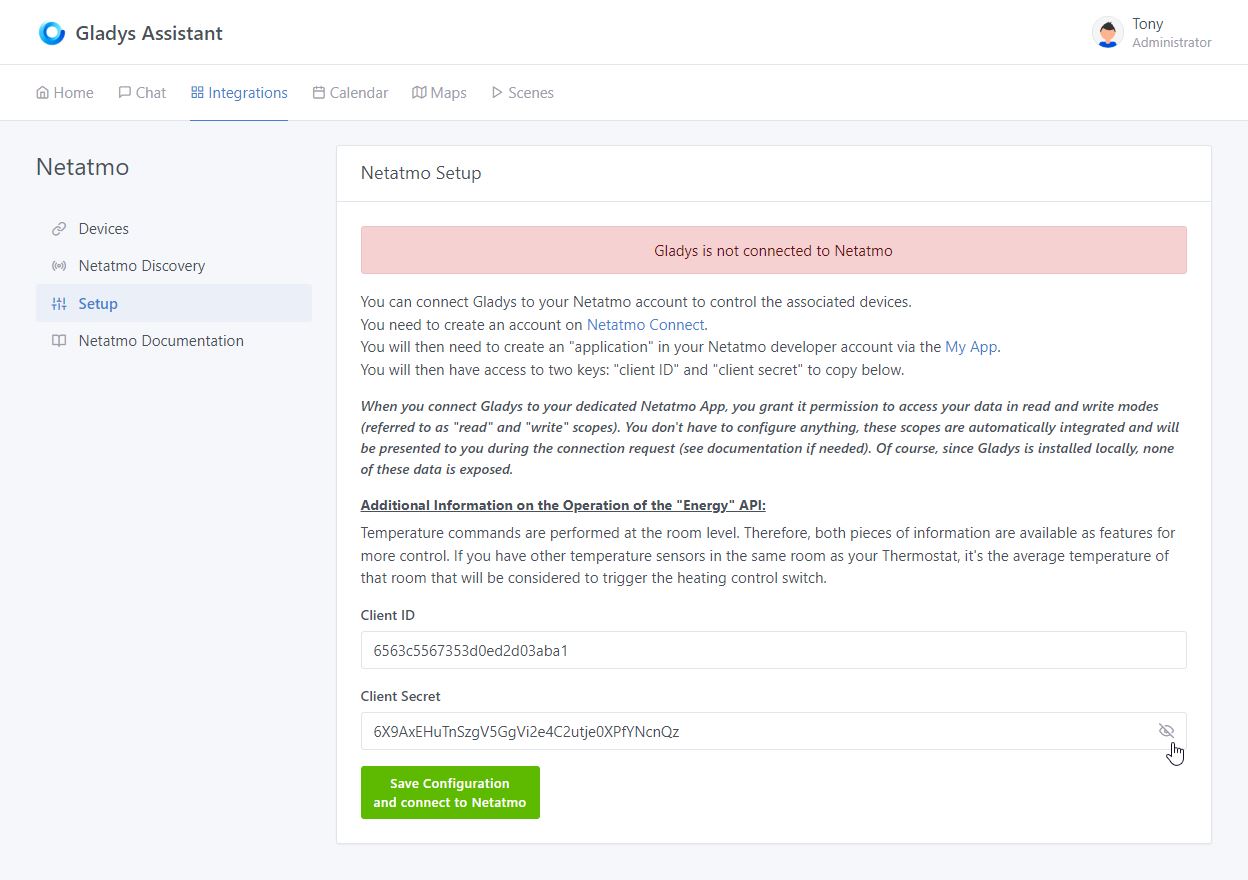 Gladys Assistant
Tony
Administrator
Home
Chat
Integrations
Calendar
Maps
Scenes
Netatmo
Devices
Netatmo Discovery
Setup
Netatmo Documentation
Netatmo Setup
Gladys is not connected to Netatmo
You can connect Gladys to your Netatmo account to control the associated devices.
You need to create an account on Netatmo Connect.
You will then need to create an "application" in your Netatmo developer account via the My App.
You will then have access to two keys: "client ID" and "client secret" to copy below.
When you connect Gladys to your dedicated Netatmo App, you grant it permission to access your data in read and write modes
(referred to as "read" and "write" scopes). You don't have to configure anything, these scopes are automatically integrated and will
be presented to you during the connection request (see documentation if needed). Of course, since Gladys is installed locally, none
of these data is exposed.
Additional Information on the Operation of the "Energy" API:
Temperature commands are performed at the room level. Therefore, both pieces of information are available as features for
more control. If you have other temperature sensors in the same room as your Thermostat, it's the average temperature of
that room that will be considered to trigger the heating control switch.
Client ID
6563c5567353d0ed2d03aba1
Client Secret
6X9AxEHuTnSzgV5GgVi2e4C2utje0XPfYNcnQz
Save Configuration
and connect to Netatmo